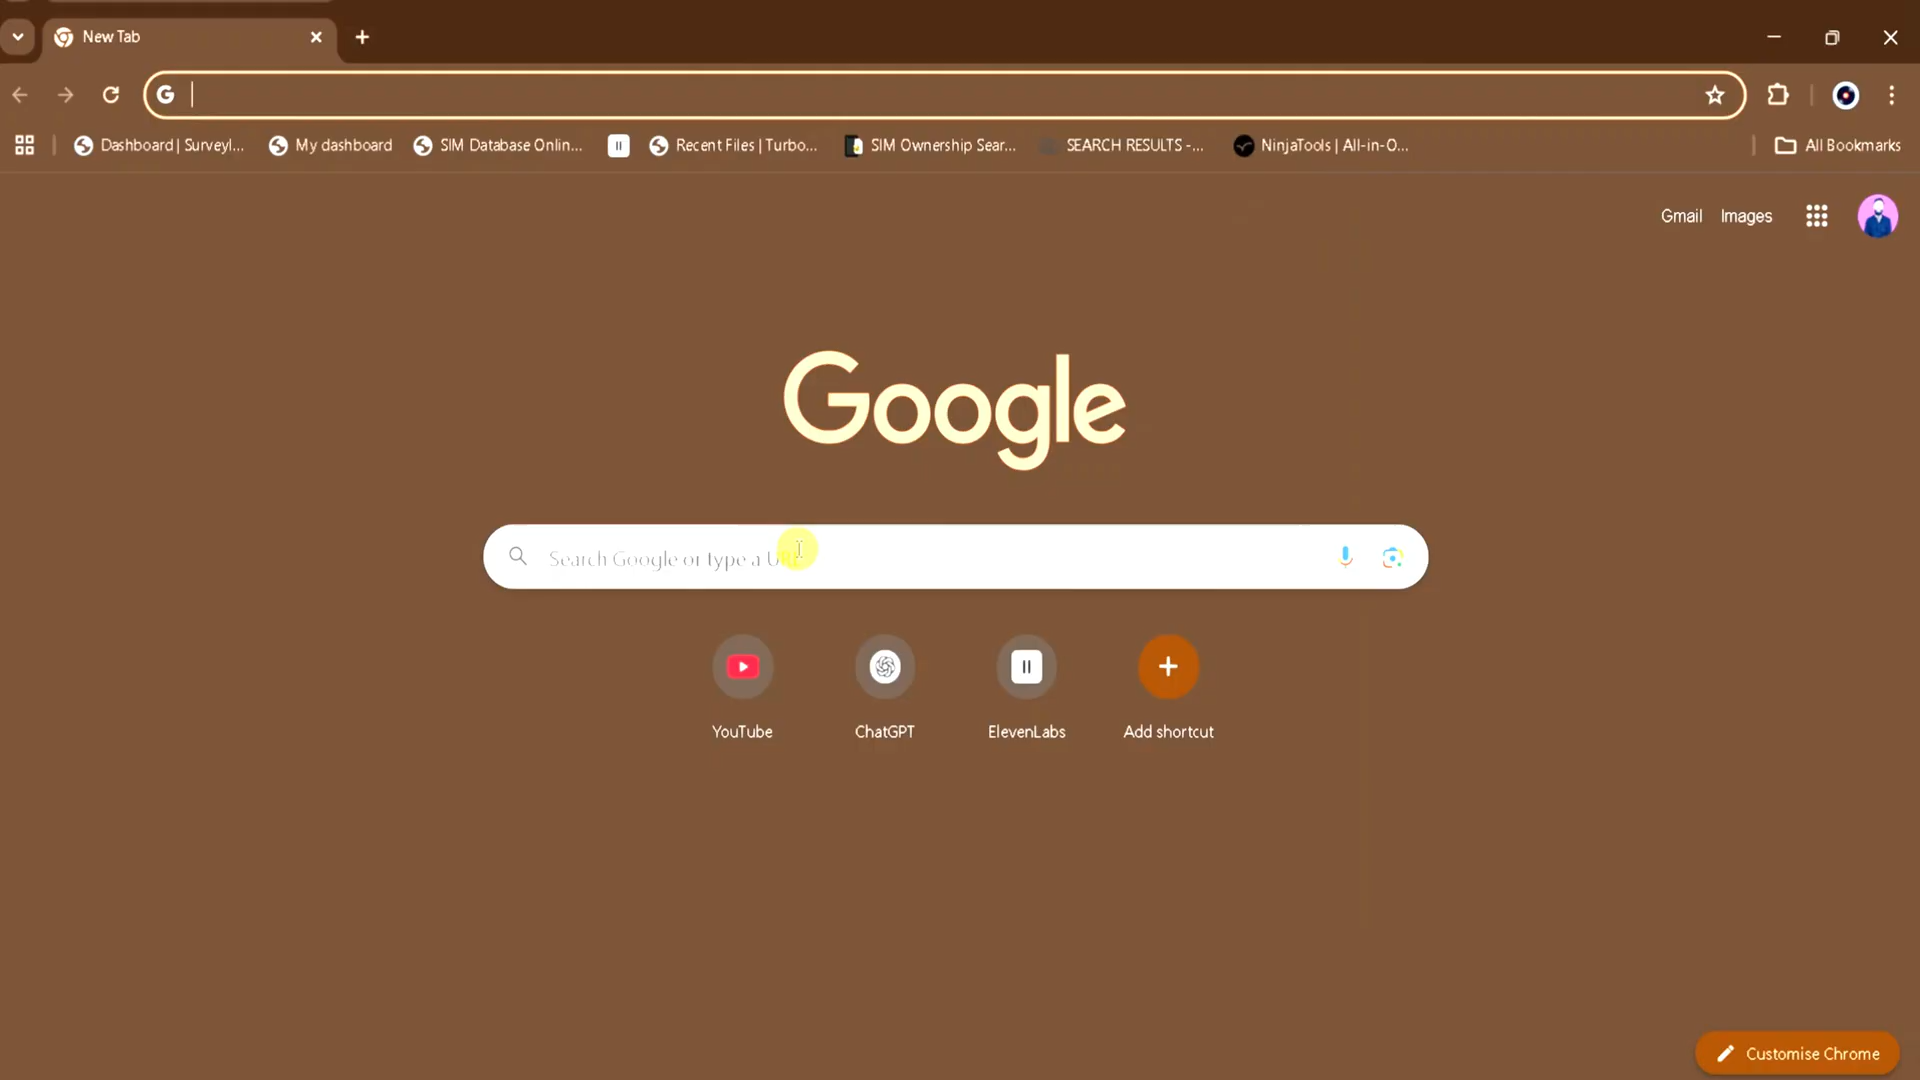 New Tab
Dashboard | Surveyl...
My dashboard
SIM Database Onlin...
Recent Files | Turbo...
SIM Ownership Sear...
SEARCH RESULTS -...
NinjaTools | All-in-O...
All Bookmarks
Gmail
Images
Google
Search Google or type a URL
YouTube
ChatGPT
ElevenLabs
Add shortcut
Customise Chrome